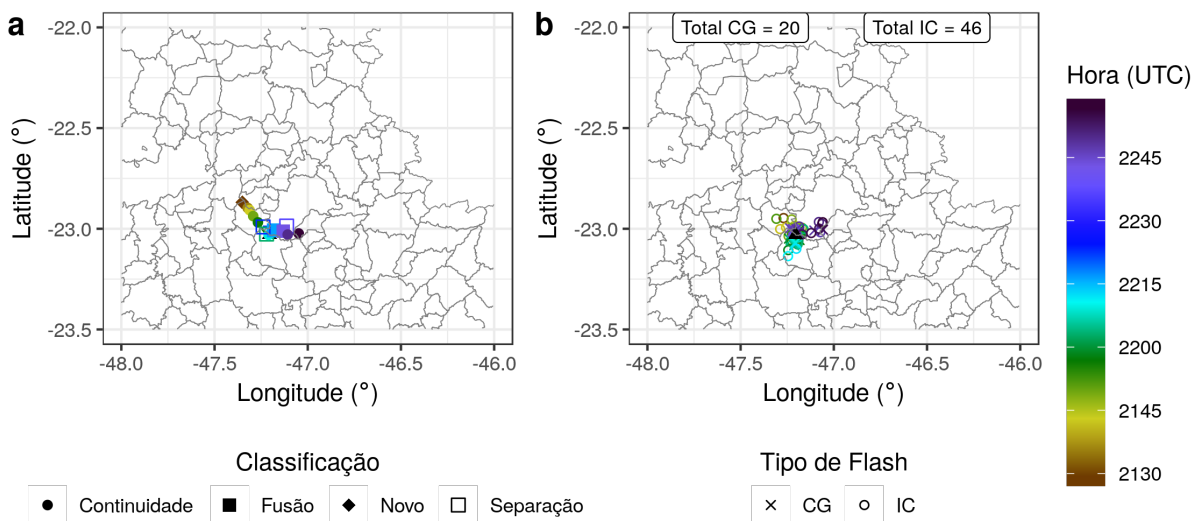 a
-22.0
-22.5
-23.0
-23.5
Latitude (°)
-48.0 -47.5 -47.0 -46.5 -46.0
Longitude (°)
b
Total CG = 20 Total IC = 46
-22.0
-22.5
-23.0
-23.5
Latitude (°)
-48.0 -47.5 -47.0 -46.5 -46.0
Longitude (°)
Hora (UTC)
2245
2230
2215
2200
2145
2130
Classificação
Continuidade Fusão Novo Separação
Tipo de Flash
CG IC